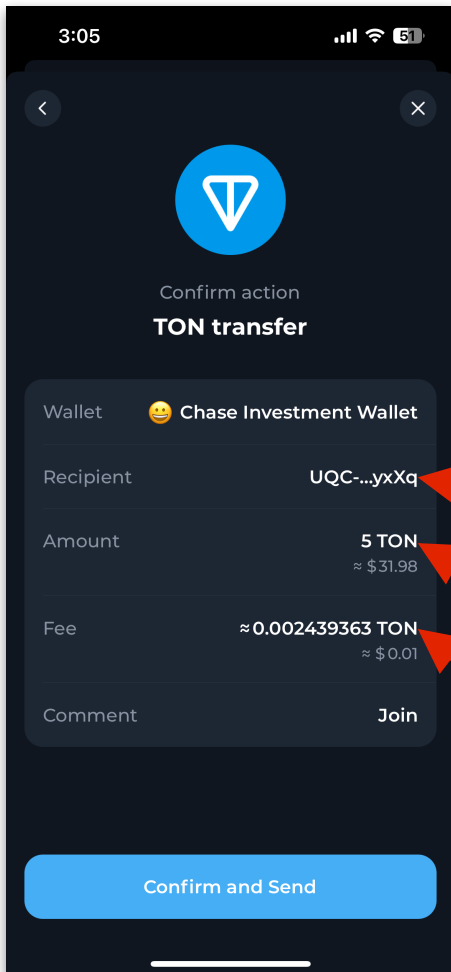 3:05
51
Confirm action
TON transfer
Wallet 😀 Chase Investment Wallet
Recipient UQC-...yxXq
Amount 5 TON
≈ $31.98
Fee ≈0.002439363 TON
≈ $0.01
Comment Join
Confirm and Send